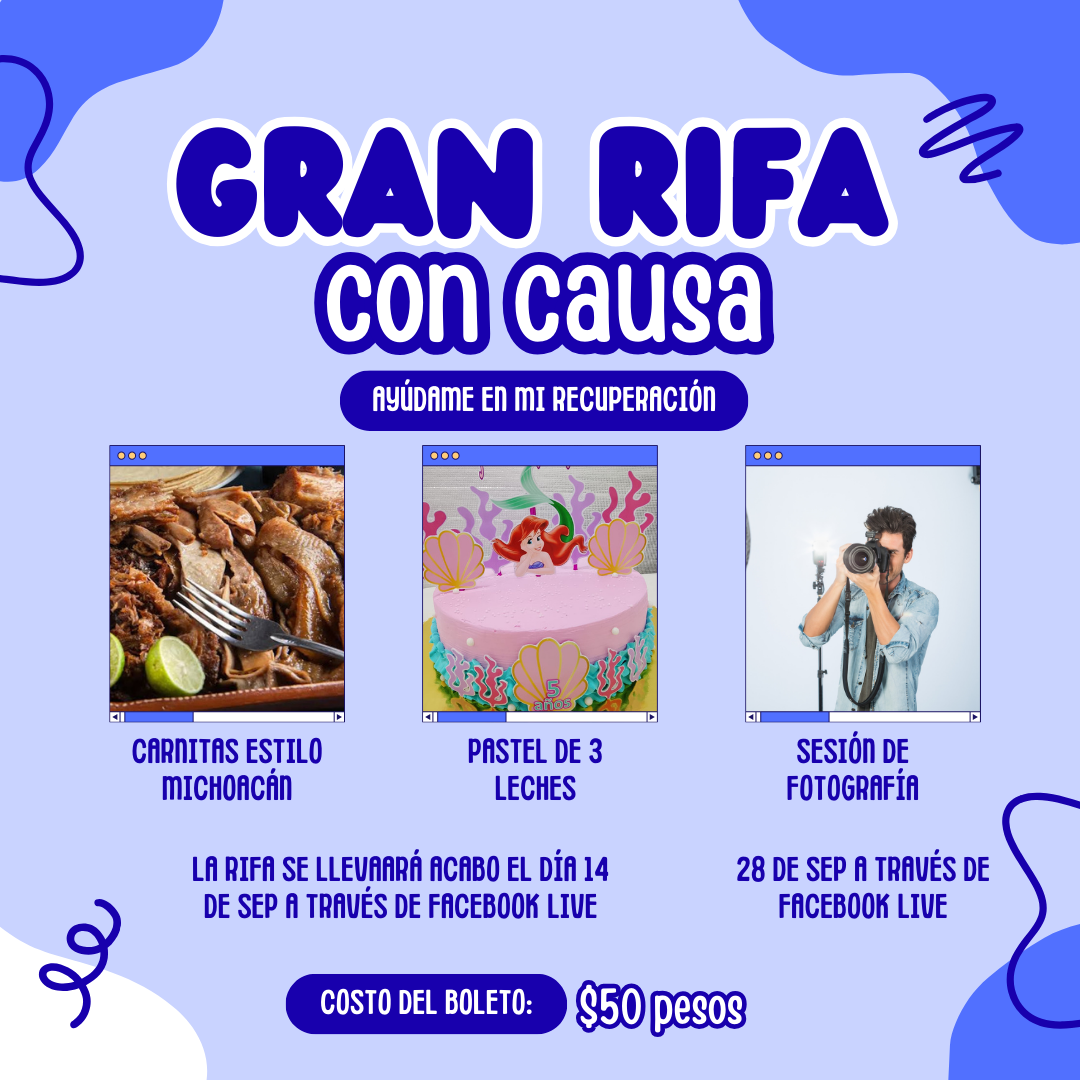 GRAN RIFA
con causa
AYÚDAME EN MI RECUPERACIÓN
5
años
CARNITAS ESTILO
MICHOACÁN
PASTEL DE 3
LECHES
SESIÓN DE
FOTOGRAFÍA
LA RIFA SE LLEVAARÁ ACABO EL DÍA 14
DE SEP A TRAVÉS DE FACEBOOK LIVE
28 DE SEP A TRAVÉS DE
FACEBOOK LIVE
COSTO DEL BOLETO:
$50 pesos